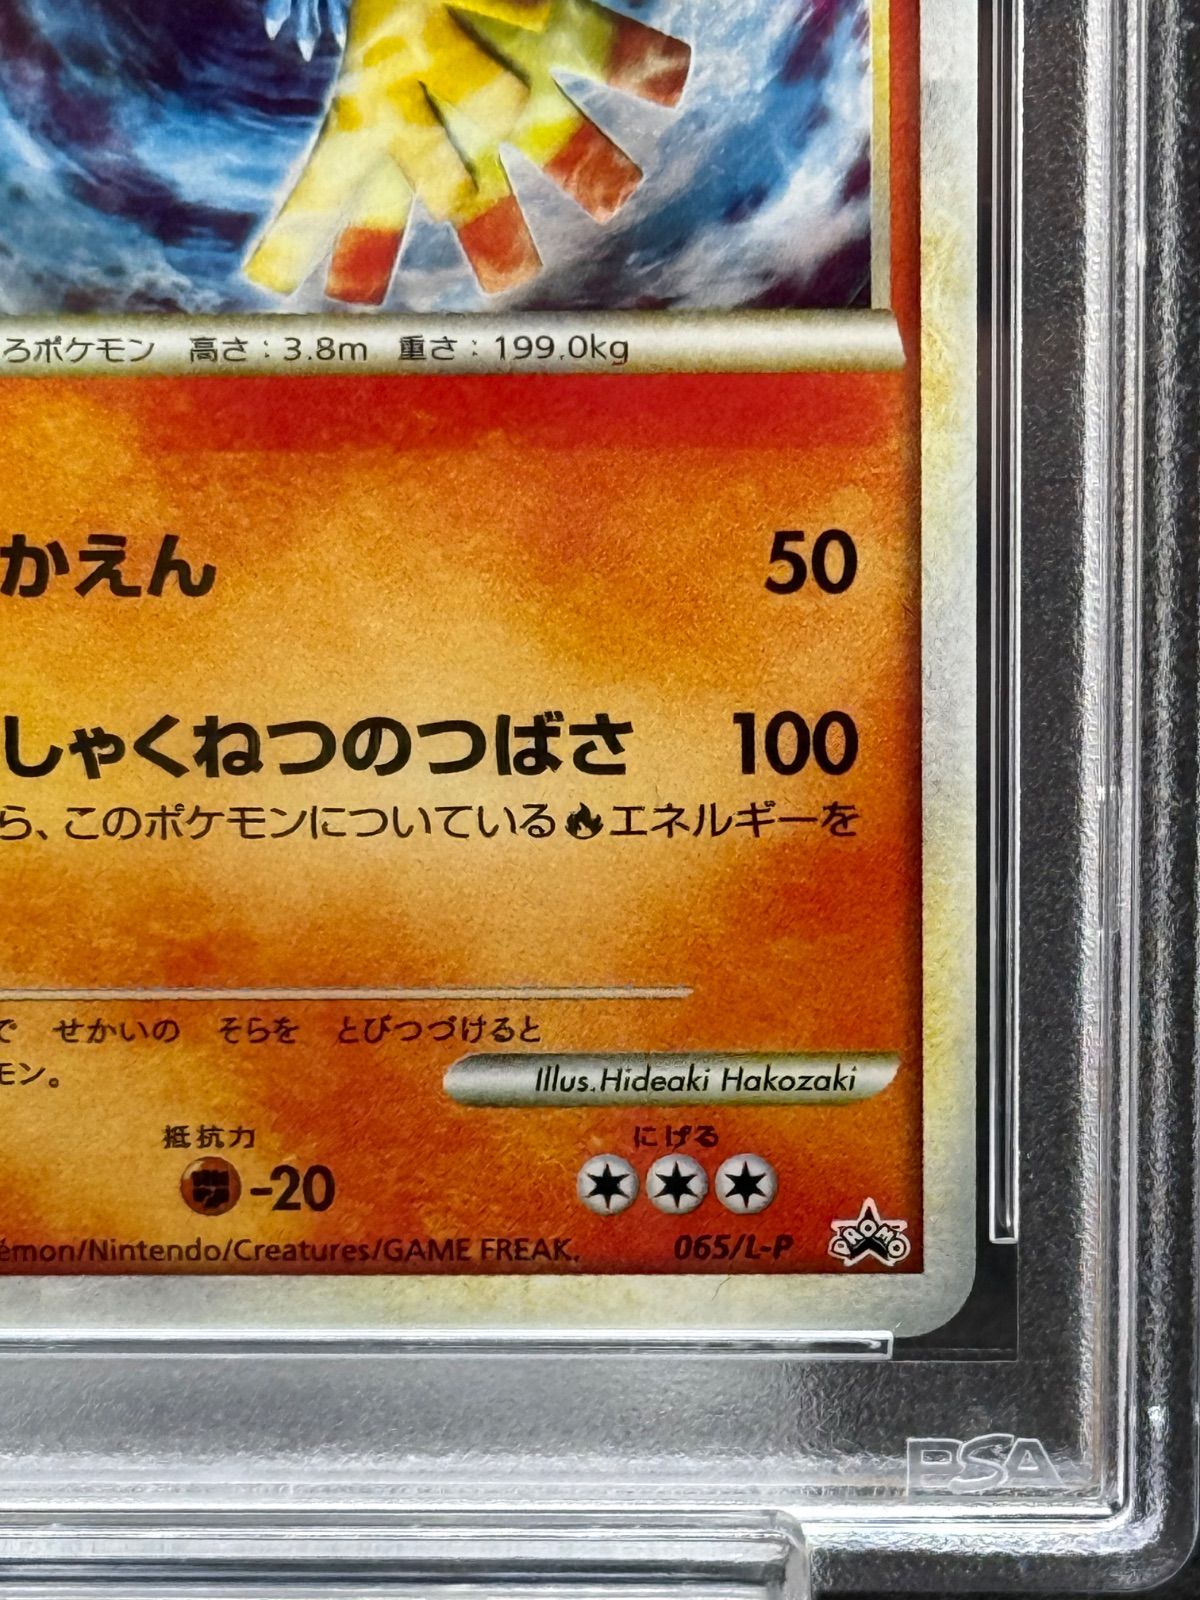 ろポケモン 高さ：3.8m 重さ：199.0kg
かえん 50
しゃくねつのつばさ 100
ら、このポケモンについているエネルギーを
で せかいの そらを とびつづけると
モン。
Illus.Hideaki Hakozaki
抵抗力 にげる
-20
émon/Nintendo/Creatures/GAME FREAK. 065/L-P PROMO
PSA